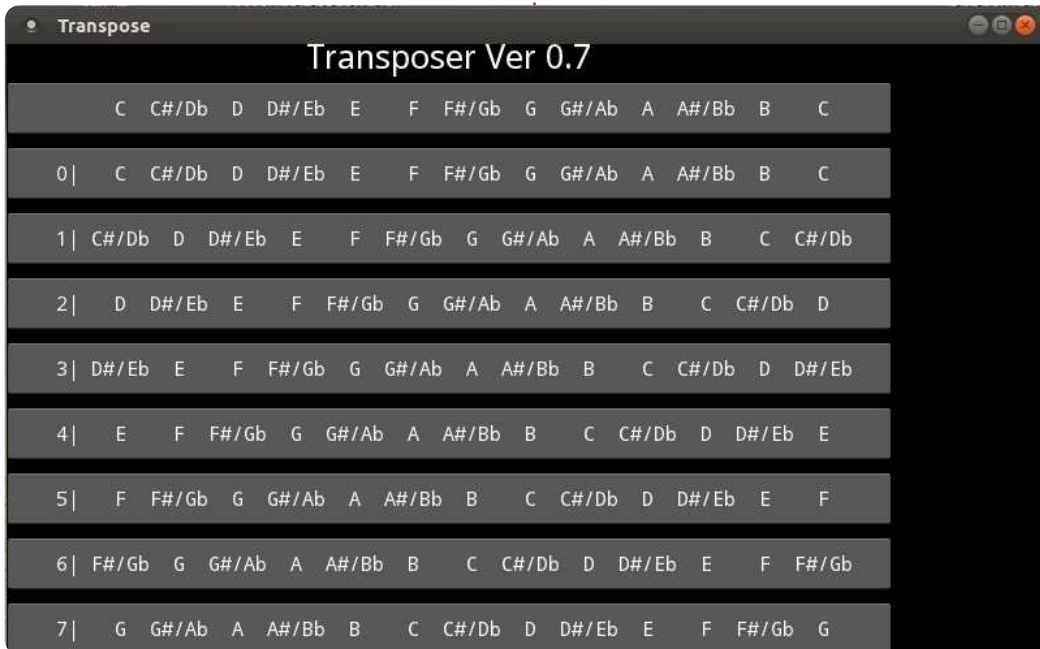 Transpose
Transposer Ver 0.7
C C#/Db D D#/Eb E F F#/Gb G G#/Ab A A#/Bb B C
0| C C#/Db D D#/Eb E F F#/Gb G G#/Ab A A#/Bb B C
1| C#/Db D D#/Eb E F F#/Gb G G#/Ab A A#/Bb B C C#/Db
2| D D#/Eb E F F#/Gb G G#/Ab A A#/Bb B C C#/Db D
3| D#/Eb E F F#/Gb G G#/Ab A A#/Bb B C C#/Db D D#/Eb
4| E F F#/Gb G G#/Ab A A#/Bb B C C#/Db D D#/Eb E
5| F F#/Gb G G#/Ab A A#/Bb B C C#/Db D D#/Eb E F
6| F#/Gb G G#/Ab A A#/Bb B C C#/Db D D#/Eb E F F#/Gb
7| G G#/Ab A A#/Bb B C C#/Db D D#/Eb E F F#/Gb G